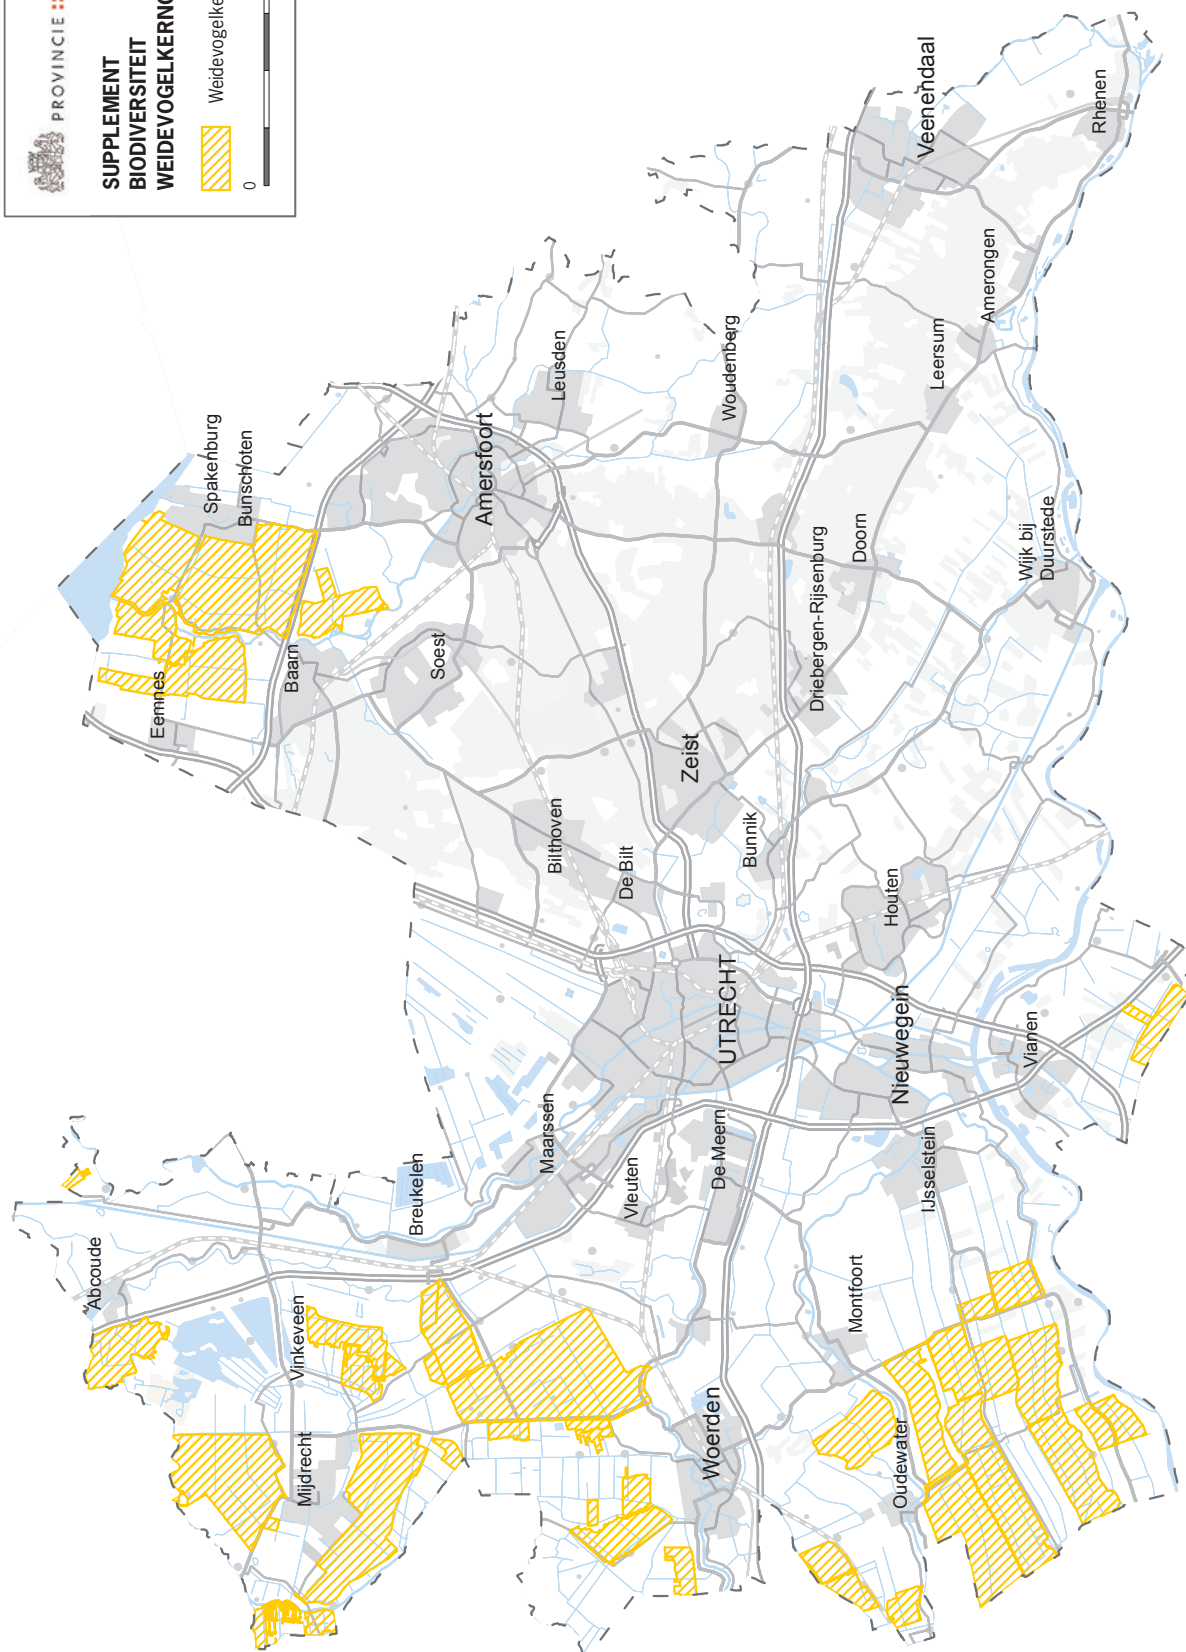 PROVINCIE
SUPPLEMENT
BIODIVERSITEIT
0
Abcoude
Vinkeveen
Mijdrecht
Breukelen
Maarssen
Vleuten
De Meern
Woerden
Montfoort
Oudewater
IJsselstein
UTRECHT
Nieuwegein
Vianen
Houten
Bunnik
De Bilt
Bilthoven
Zeist
Driebergen-Rijsenburg
Doorn
Wijk bij
Duurstede
Eemnes
Baarn
Soest
Spakenburg
Bunschoten
Amersfoort
Leusden
Woudenberg
Leersum
Amerongen
Veenendaal
Rhenen